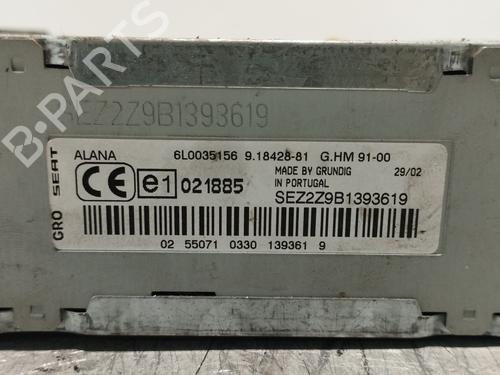 SEZ2Z9B1393619
B-PARTS
GRO SEAT
ALANA 6L0035156 9.18428-81 G.HM 91-00
CE e1 021885
MADE BY GRUNDIG
IN PORTUGAL
29/02
SEZ2Z9B1393619
02 55071 0330 139361 9